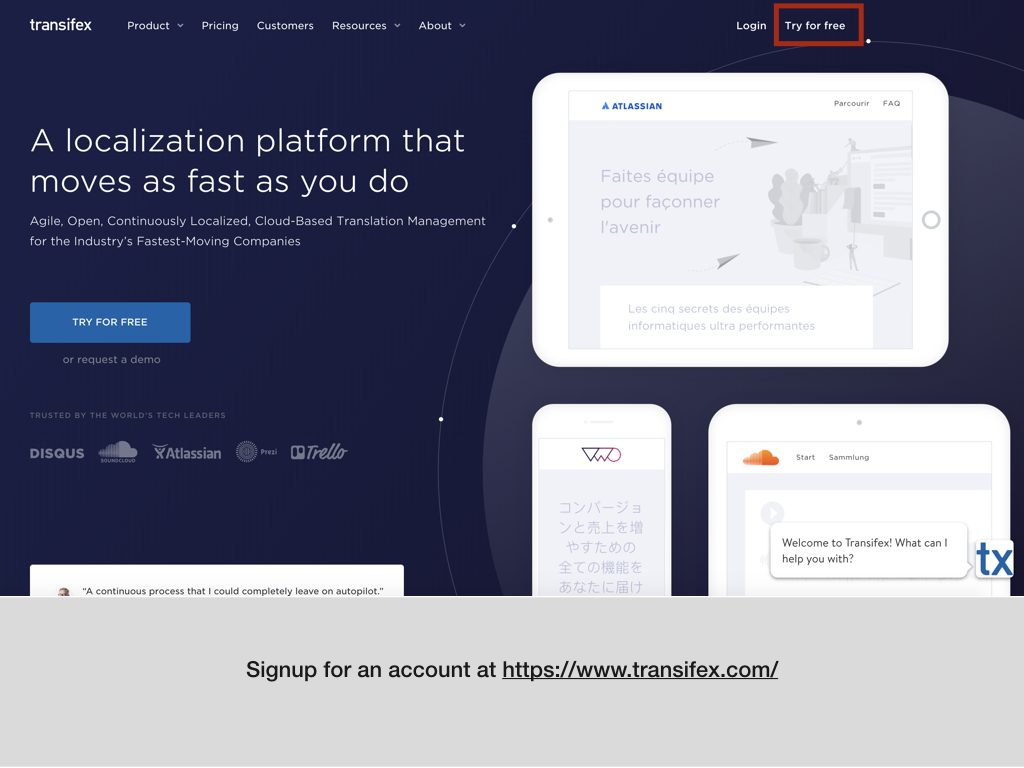 transifex
Product
Pricing
Customers
Resources
About
Login
Try for free
A localization platform that
moves as fast as you do
Agile, Open, Continuously Localized, Cloud-Based Translation Management
for the Industry's Fastest-Moving Companies
TRY FOR FREE
or request a demo
TRUSTED BY THE WORLD'S TECH LEADERS
DISQUS
SOUNDCLOUD
Atlassian
Prezi
Trello
ATLASSIAN
Parcourir
FAQ
Faites équipe
pour façonner
l'avenir
Les cinq secrets des équipes
informatiques ultra performantes
VWO
コンバージョ
ンと売上を増
やすための
全ての機能を
あなたに届け
Start
Sammlung
Welcome to Transifex! What can I
help you with?
tx
“A continuous process that I could completely leave on autopilot.”
Signup for an account at https://www.transifex.com/